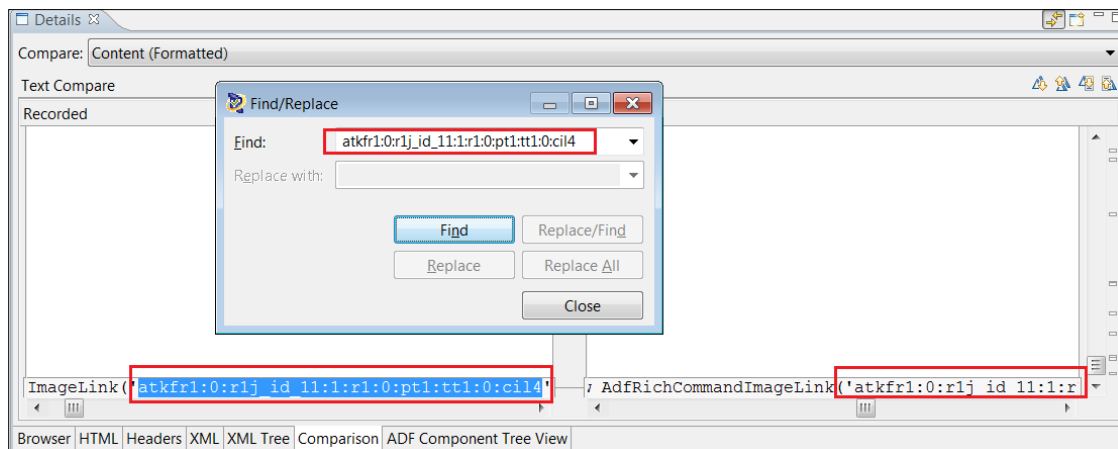 Details
Compare: Content (Formatted)
Text Compare
Recorded
Find/Replace
Find: atkfr1:0:r1j_id_11:1:r1:0:pt1:tt1:0:cil4
Replace with:
Find Replace/Find
Replace Replace All
Close
ImageLink('atkfr1:0:r1j_id_11:1:r1:0:pt1:tt1:0:cil4' ; AdfRichCommandImageLink('atkfr1:0:r1j_id_11:1:r
Browser HTML Headers XML XML Tree Comparison ADF Component Tree View